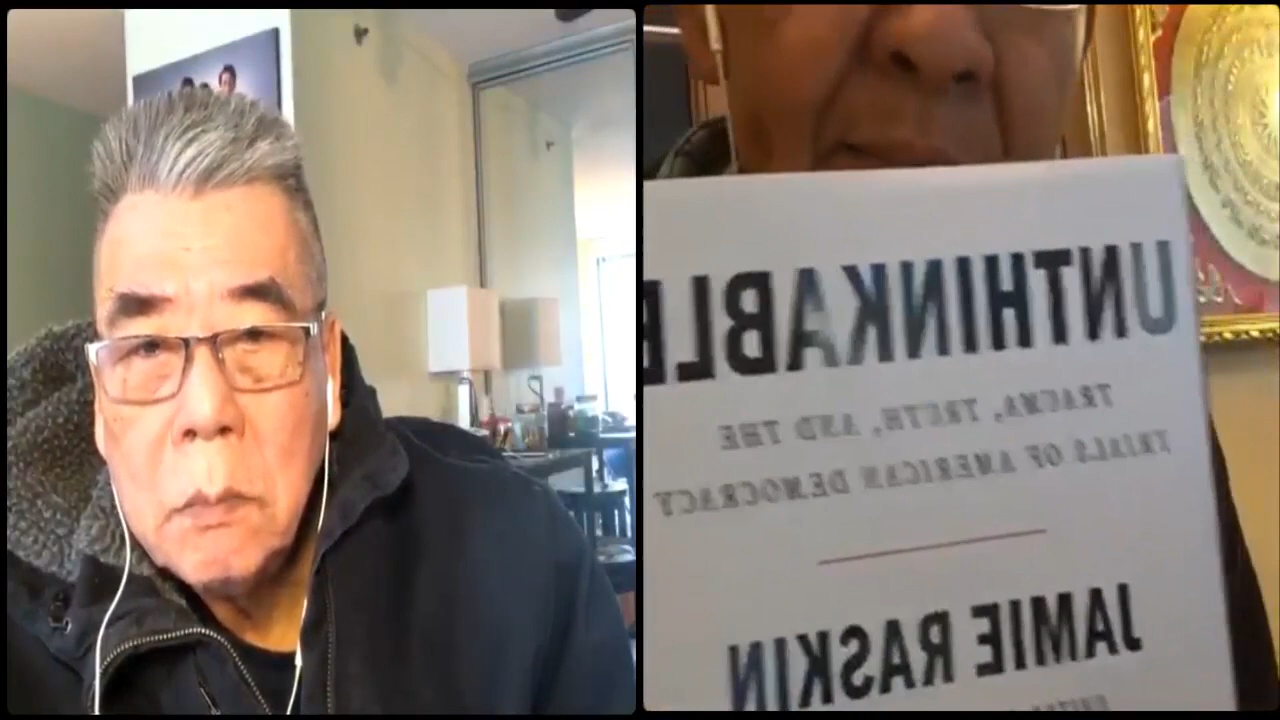 UNTHINKABLE
TRAUMA, TRUTH, AND THE
TRIALS OF AMERICAN DEMOCRACY
JAMIE RASKIN